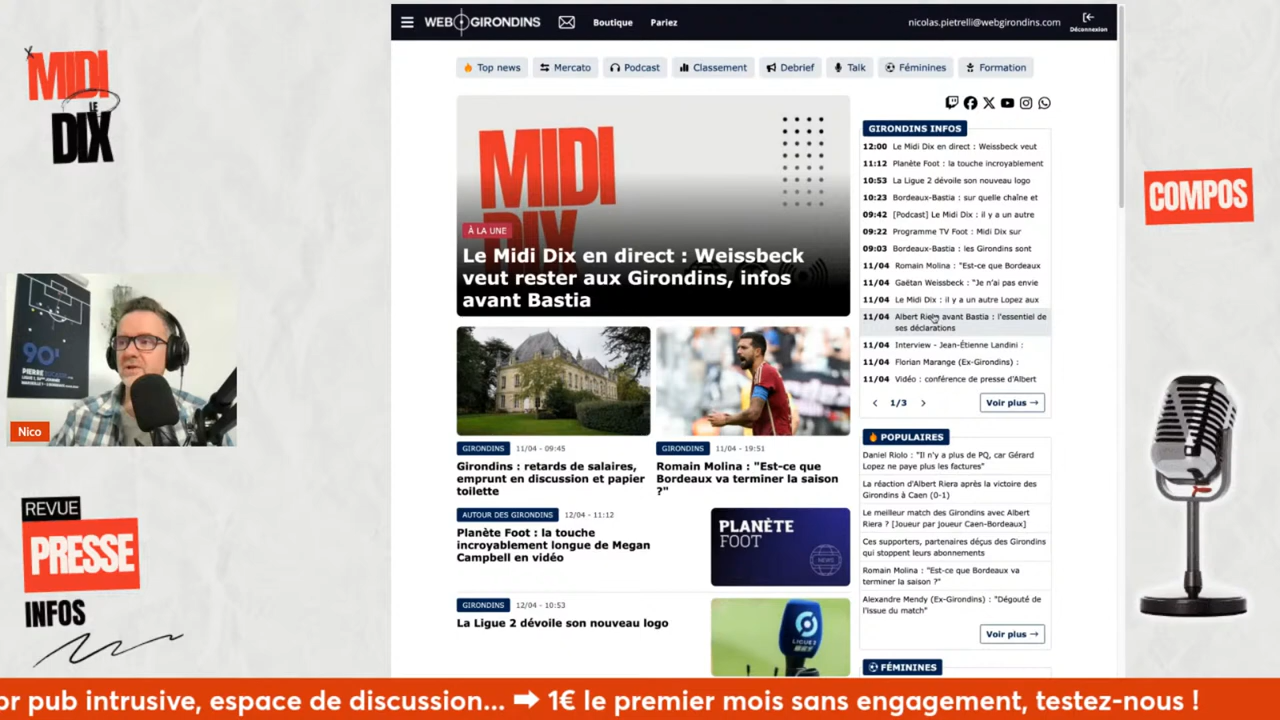 MIDI
LE
DIX
WEB GIRONDINS
Boutique
Pariez
nicolas.pietrelli@webgirondins.com
Déconnexion
Top news
Mercato
Podcast
Classement
Debrief
Talk
Féminines
Formation
MIDI
DIX
À LA UNE
Le Midi Dix en direct : Weissbeck
veut rester aux Girondins, infos
avant Bastia
GIRONDINS 11/04 - 09:45
Girondins : retards de salaires,
emprunt en discussion et papier
toilette
GIRONDINS 11/04 - 19:51
Romain Molina : "Est-ce que
Bordeaux va terminer la saison
?"
AUTOUR DES GIRONDINS 12/04 - 11:12
Planète Foot : la touche
incroyablement longue de Megan
Campbell en vidéo
PLANÈTE
FOOT
NEWS
GIRONDINS 12/04 - 10:53
La Ligue 2 dévoile son nouveau logo
LIGUE 2
BKT
GIRONDINS INFOS
12:00 Le Midi Dix en direct : Weissbeck veut
11:12 Planète Foot : la touche incroyablement
10:53 La Ligue 2 dévoile son nouveau logo
10:23 Bordeaux-Bastia : sur quelle chaîne et
09:42 [Podcast] Le Midi Dix : il y a un autre
09:22 Programme TV Foot : Midi Dix sur
09:03 Bordeaux-Bastia : les Girondins sont
11/04 Romain Molina : "Est-ce que Bordeaux
11/04 Gaëtan Weissbeck : "Je n'ai pas envie
11/04 Le Midi Dix : il y a un autre Lopez aux
11/04 Albert Riera avant Bastia : l'essentiel de
ses déclarations
11/04 Interview - Jean-Étienne Landini :
11/04 Florian Marange (Ex-Girondins) :
11/04 Vidéo : conférence de presse d'Albert
1/3
Voir plus →
POPULAIRES
Daniel Riolo : "Il n'y a plus de PQ, car Gérard
Lopez ne paye plus les factures"
La réaction d'Albert Riera après la victoire des
Girondins à Caen (0-1)
Le meilleur match des Girondins avec Albert
Riera ? [Joueur par joueur Caen-Bordeaux]
Ces supporters, partenaires déçus des Girondins
qui stoppent leurs abonnements
Romain Molina : "Est-ce que Bordeaux va
terminer la saison ?"
Alexandre Mendy (Ex-Girondins) : "Dégouté de
l'issue du match"
Voir plus →
FÉMININES
COMPOS
90'
Nico
REVUE
PRESSE
INFOS
or pub intrusive, espace de discussion... ➡ 1€ le premier mois sans engagement, testez-nous !